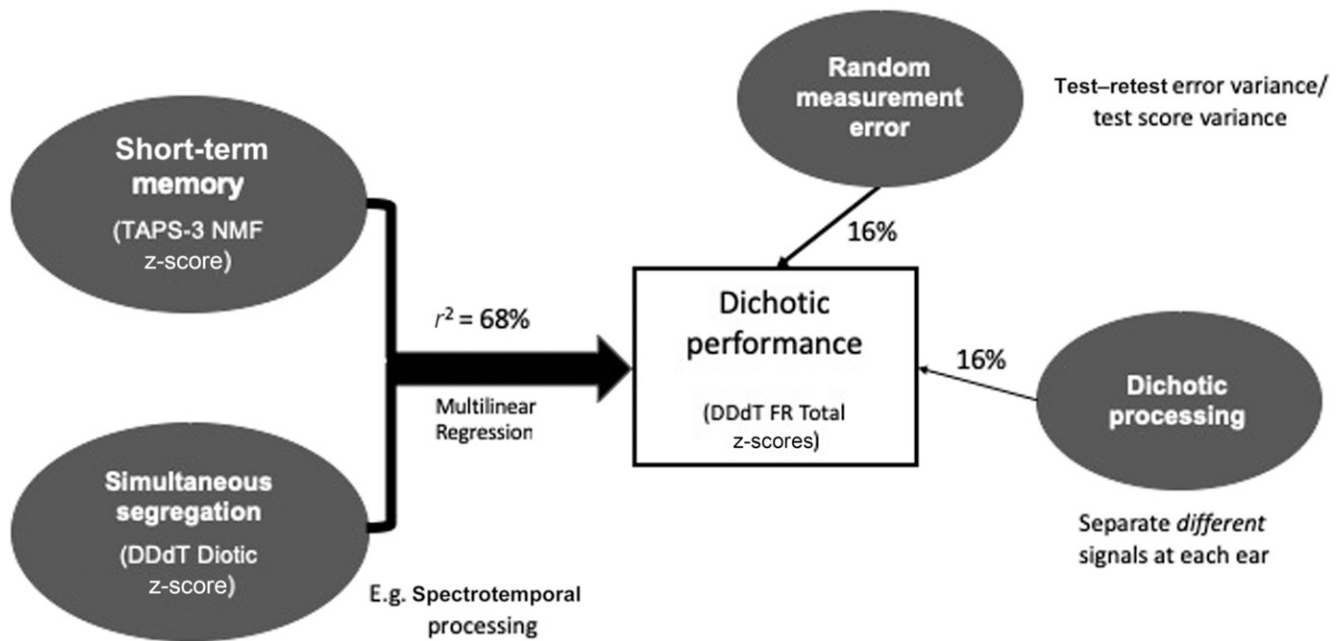 Short-term
memory
(TAPS-3 NMF
z-score)
r² = 68%
Multilinear
Regression
Simultaneous
segregation
(DDdT Diotic
z-score)
E.g. Spectrotemporal
processing
Random
measurement
error
Test–retest error variance/
test score variance
16%
Dichotic
performance
(DDdT FR Total
z-scores)
16%
Dichotic
processing
Separate different
signals at each ear